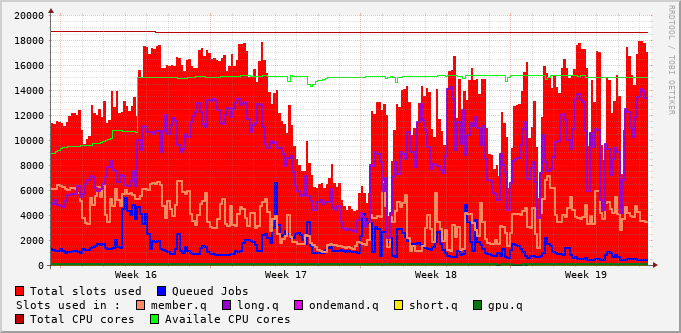 20000
18000
16000
14000
12000
10000
8000
6000
4000
2000
0
RRDTOOL / TOBI OETIKER
Week 16 Week 17 Week 18 Week 19
Total slots used Queued Jobs
Slots used in : member.q long.q ondemand.q short.q gpu.q
Total CPU cores Availale CPU cores